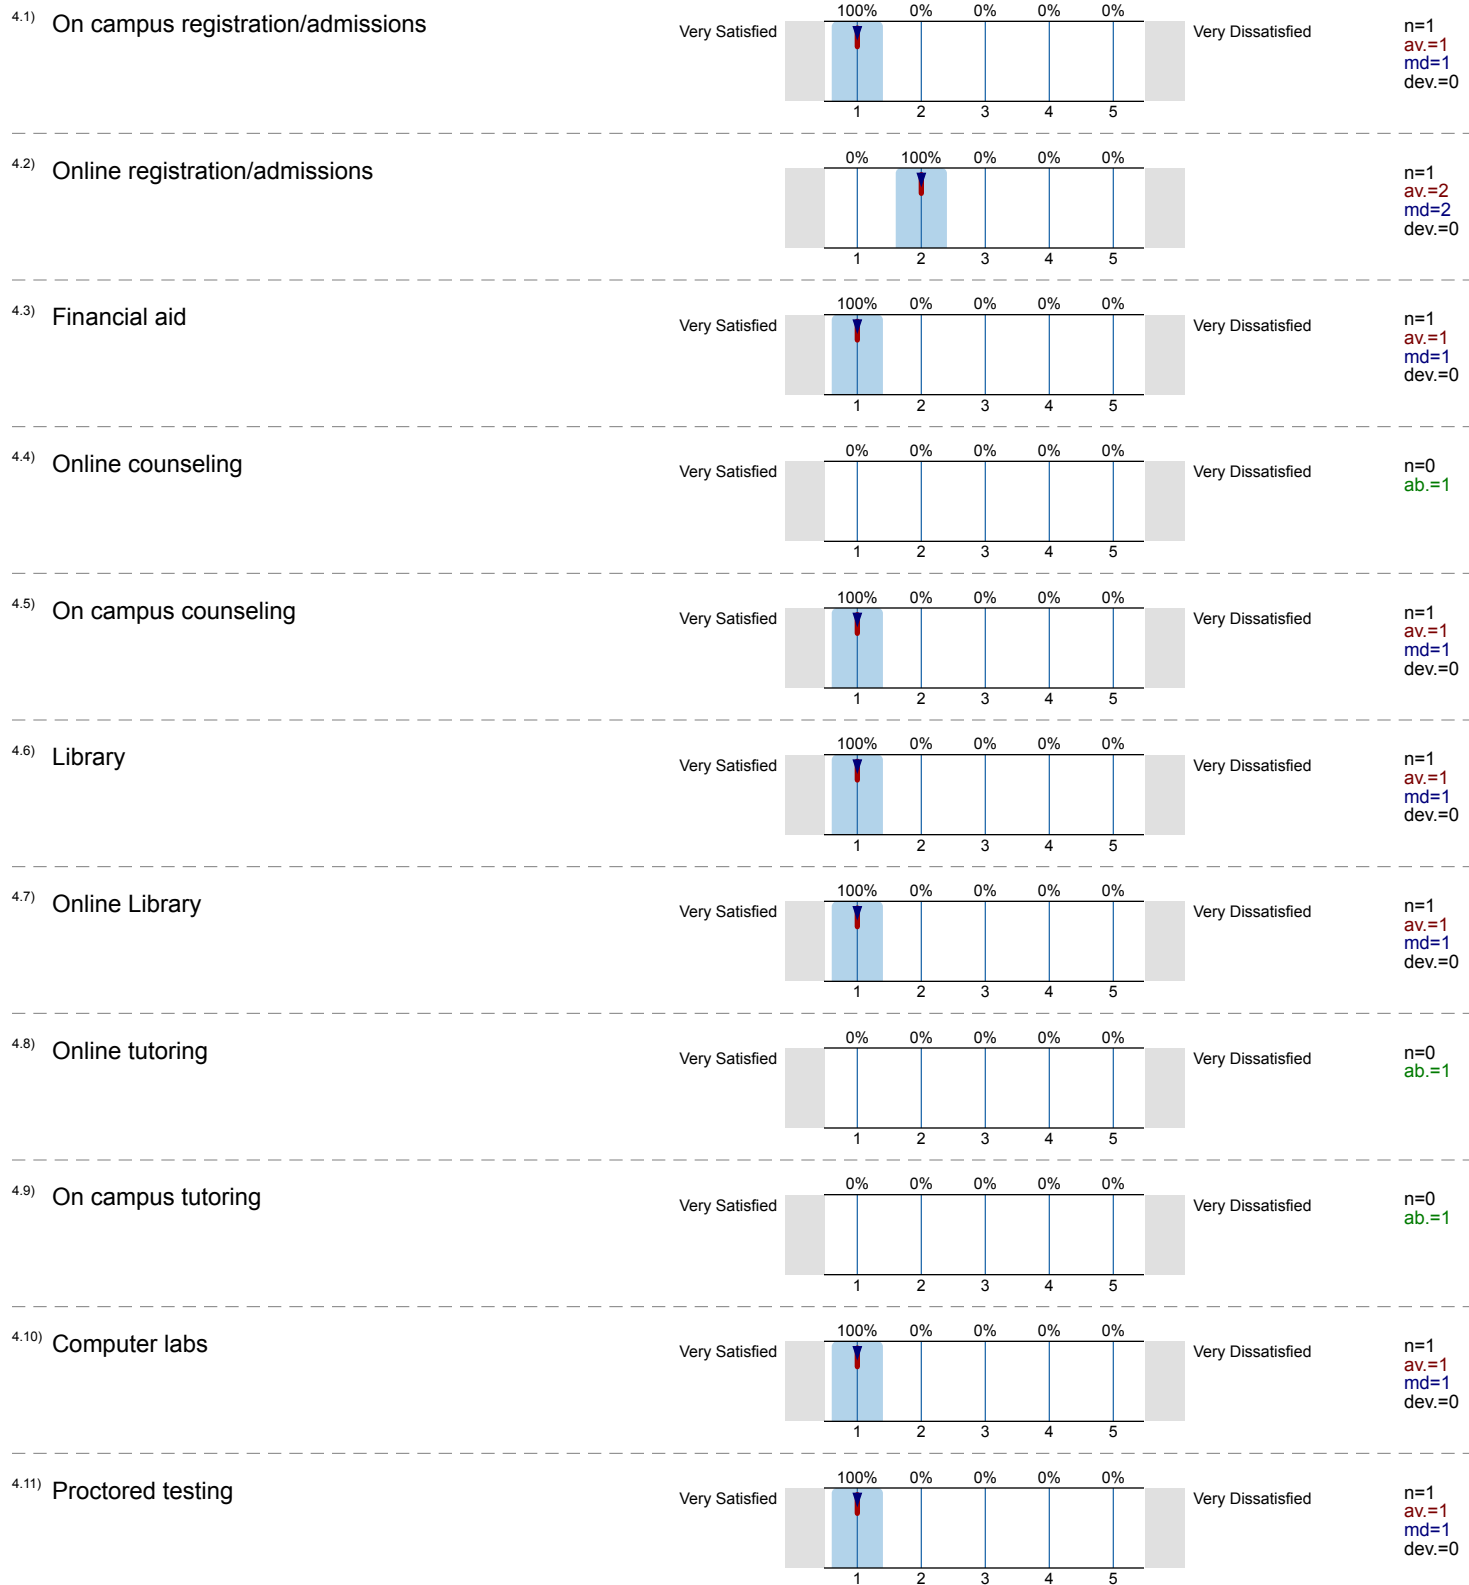 4.1) On campus registration/admissions
100% 0% 0% 0% 0%
Very Satisfied Very Dissatisfied
1 2 3 4 5
n=1
av.=1
md=1
dev.=0
4.2) Online registration/admissions
0% 100% 0% 0% 0%
1 2 3 4 5
n=1
av.=2
md=2
dev.=0
4.3) Financial aid
100% 0% 0% 0% 0%
Very Satisfied Very Dissatisfied
1 2 3 4 5
n=1
av.=1
md=1
dev.=0
4.4) Online counseling
0% 0% 0% 0% 0%
Very Satisfied Very Dissatisfied
1 2 3 4 5
n=0
ab.=1
4.5) On campus counseling
100% 0% 0% 0% 0%
Very Satisfied Very Dissatisfied
1 2 3 4 5
n=1
av.=1
md=1
dev.=0
4.6) Library
100% 0% 0% 0% 0%
Very Satisfied Very Dissatisfied
1 2 3 4 5
n=1
av.=1
md=1
dev.=0
4.7) Online Library
100% 0% 0% 0% 0%
Very Satisfied Very Dissatisfied
1 2 3 4 5
n=1
av.=1
md=1
dev.=0
4.8) Online tutoring
0% 0% 0% 0% 0%
Very Satisfied Very Dissatisfied
1 2 3 4 5
n=0
ab.=1
4.9) On campus tutoring
0% 0% 0% 0% 0%
Very Satisfied Very Dissatisfied
1 2 3 4 5
n=0
ab.=1
4.10) Computer labs
100% 0% 0% 0% 0%
Very Satisfied Very Dissatisfied
1 2 3 4 5
n=1
av.=1
md=1
dev.=0
4.11) Proctored testing
100% 0% 0% 0% 0%
Very Satisfied Very Dissatisfied
1 2 3 4 5
n=1
av.=1
md=1
dev.=0